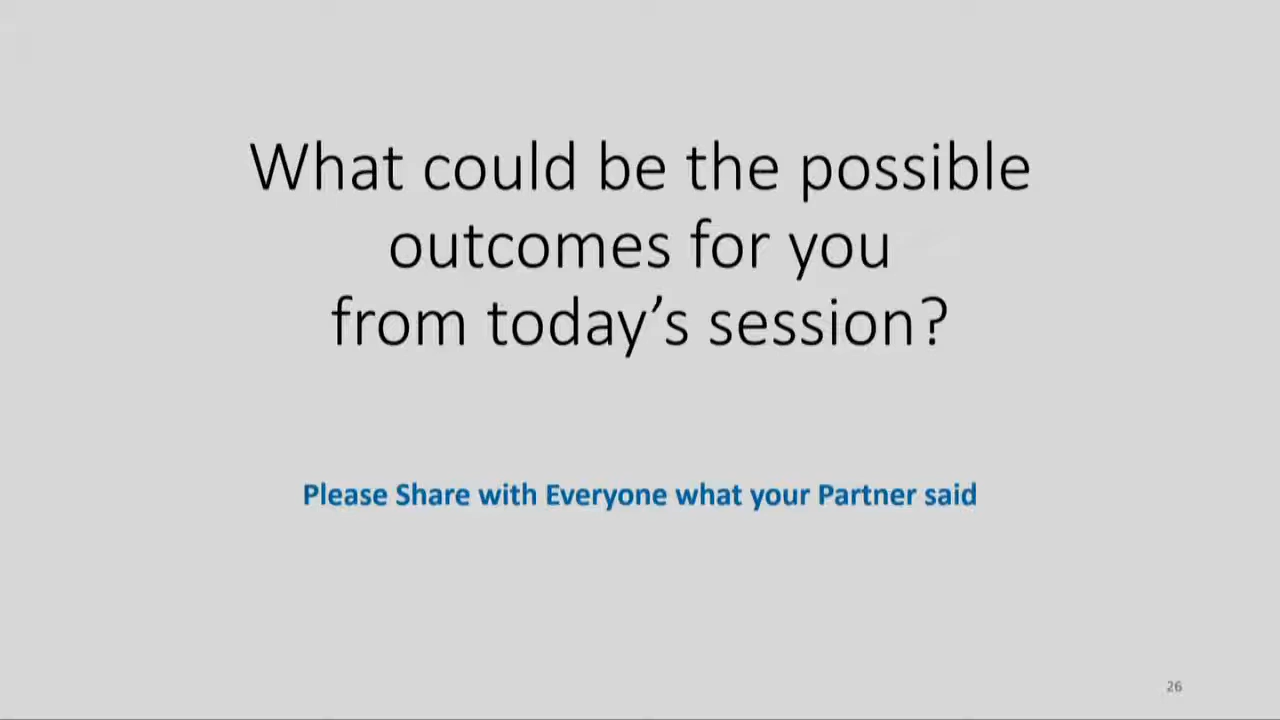 What could be the possible
outcomes for you
from today’s session?
Please Share with Everyone what your Partner said
26